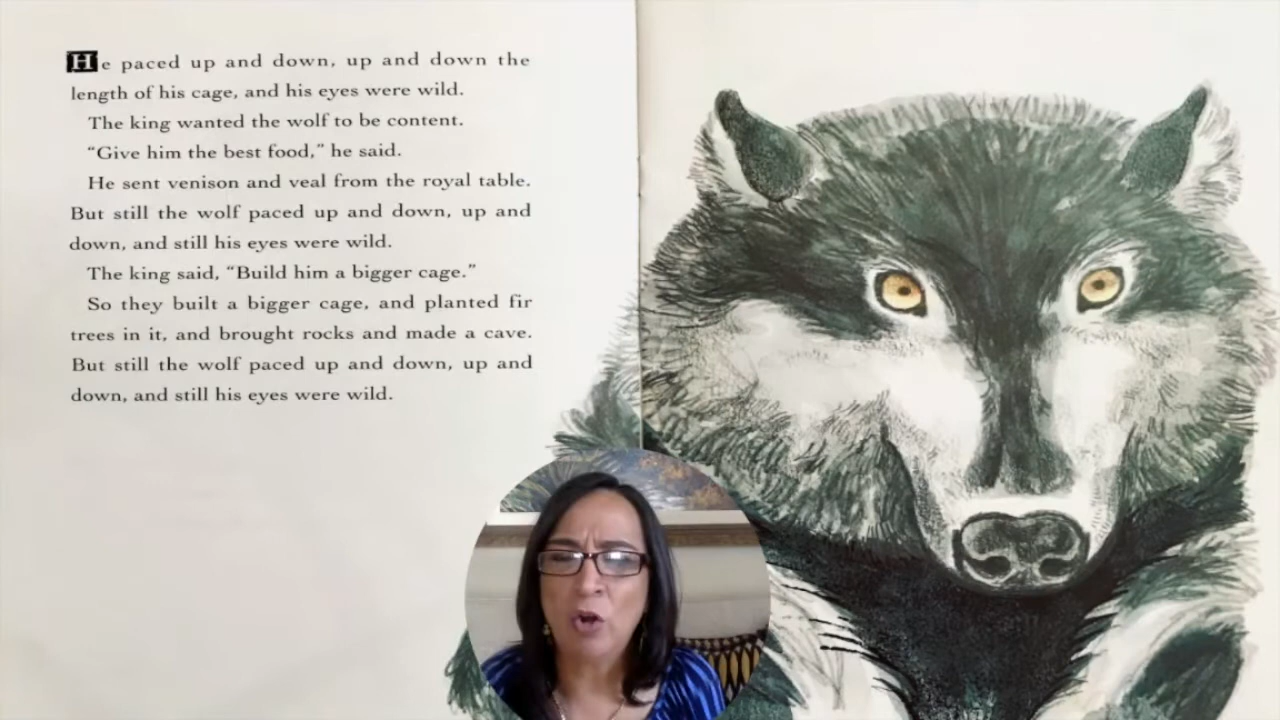 He paced up and down, up and down the
length of his cage, and his eyes were wild.
The king wanted the wolf to be content.
“Give him the best food,” he said.
He sent venison and veal from the royal table.
But still the wolf paced up and down, up and
down, and still his eyes were wild.
The king said, “Build him a bigger cage.”
So they built a bigger cage, and planted fir
trees in it, and brought rocks and made a cave.
But still the wolf paced up and down, up and
down, and still his eyes were wild.